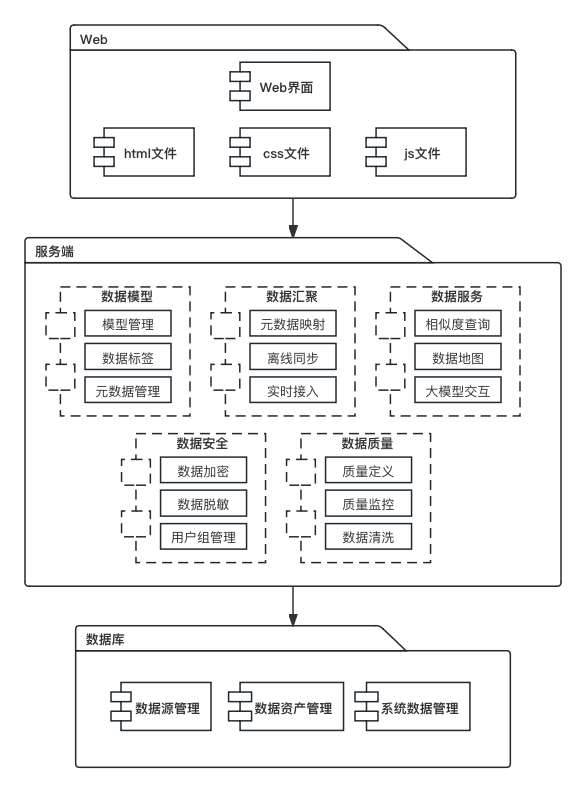 Web
Web界面
html文件
css文件
js文件
服务端
数据模型
模型管理
数据标签
元数据管理
数据汇聚
元数据映射
离线同步
实时接入
数据服务
相似度查询
数据地图
大模型交互
数据安全
数据加密
数据脱敏
用户组管理
数据质量
质量定义
质量监控
数据清洗
数据库
数据源管理
数据资产管理
系统数据管理